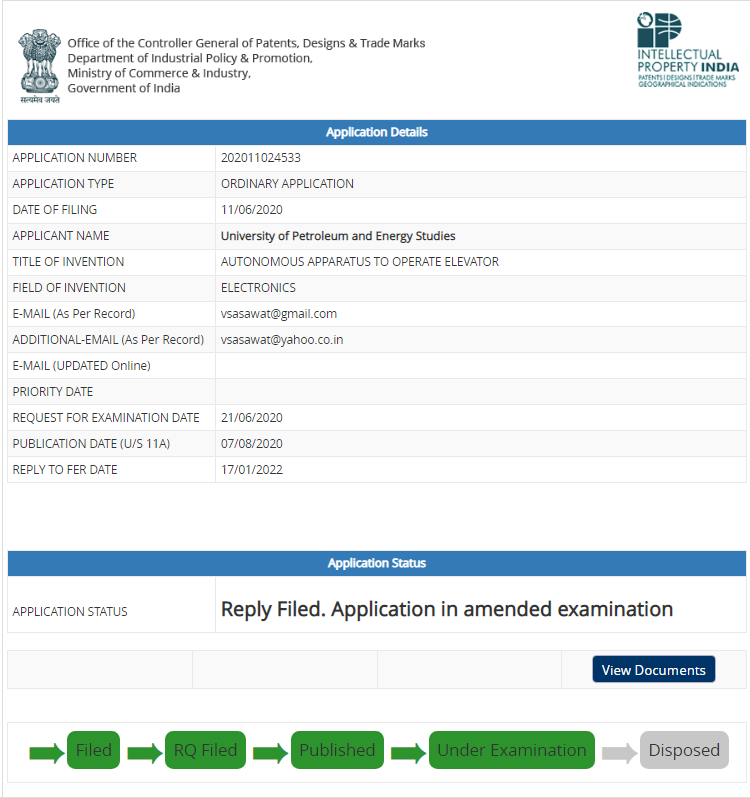 सत्यमेव जयते
Office of the Controller General of Patents, Designs & Trade Marks
Department of Industrial Policy & Promotion,
Ministry of Commerce & Industry,
Government of India
INTELLECTUAL
PROPERTY INDIA
PATENTS | DESIGNS | TRADE MARKS
GEOGRAPHICAL INDICATIONS
Application Details
APPLICATION NUMBER 202011024533
APPLICATION TYPE ORDINARY APPLICATION
DATE OF FILING 11/06/2020
APPLICANT NAME University of Petroleum and Energy Studies
TITLE OF INVENTION AUTONOMOUS APPARATUS TO OPERATE ELEVATOR
FIELD OF INVENTION ELECTRONICS
E-MAIL (As Per Record) vsasawat@gmail.com
ADDITIONAL-EMAIL (As Per Record) vsasawat@yahoo.co.in
E-MAIL (UPDATED Online)
PRIORITY DATE
REQUEST FOR EXAMINATION DATE 21/06/2020
PUBLICATION DATE (U/S 11A) 07/08/2020
REPLY TO FER DATE 17/01/2022
Application Status
APPLICATION STATUS Reply Filed. Application in amended examination
View Documents
Filed RQ Filed Published Under Examination Disposed